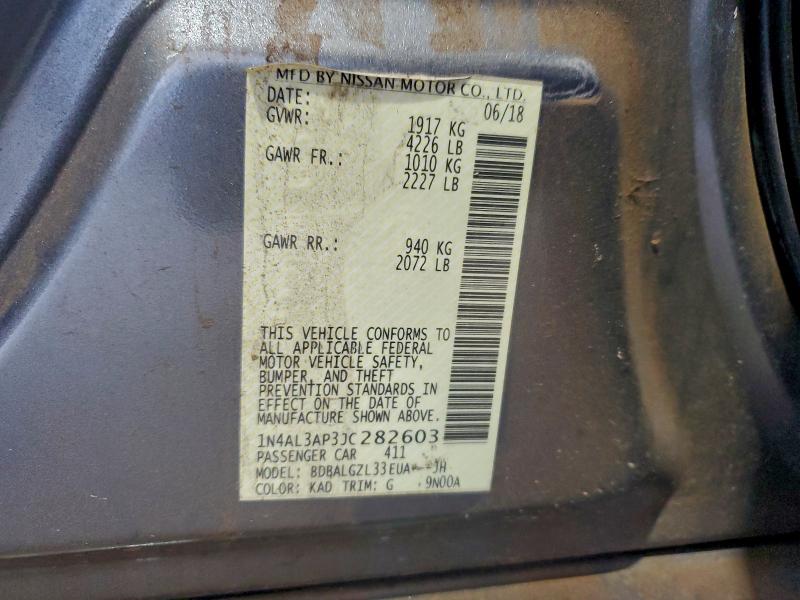 MFD BY NISSAN MOTOR CO., LTD.
DATE: 06/18
GVWR: 1917 KG
4226 LB
GAWR FR.: 1010 KG
2227 LB
GAWR RR.: 940 KG
2072 LB
THIS VEHICLE CONFORMS TO
ALL APPLICABLE FEDERAL
MOTOR VEHICLE SAFETY,
BUMPER, AND THEFT
PREVENTION STANDARDS IN
EFFECT ON THE DATE OF
MANUFACTURE SHOWN ABOVE.
1N4AL3AP3JC282603
PASSENGER CAR 411
MODEL: BDBALGZL33EUA--JH
COLOR: KAD TRIM: G 9N00A